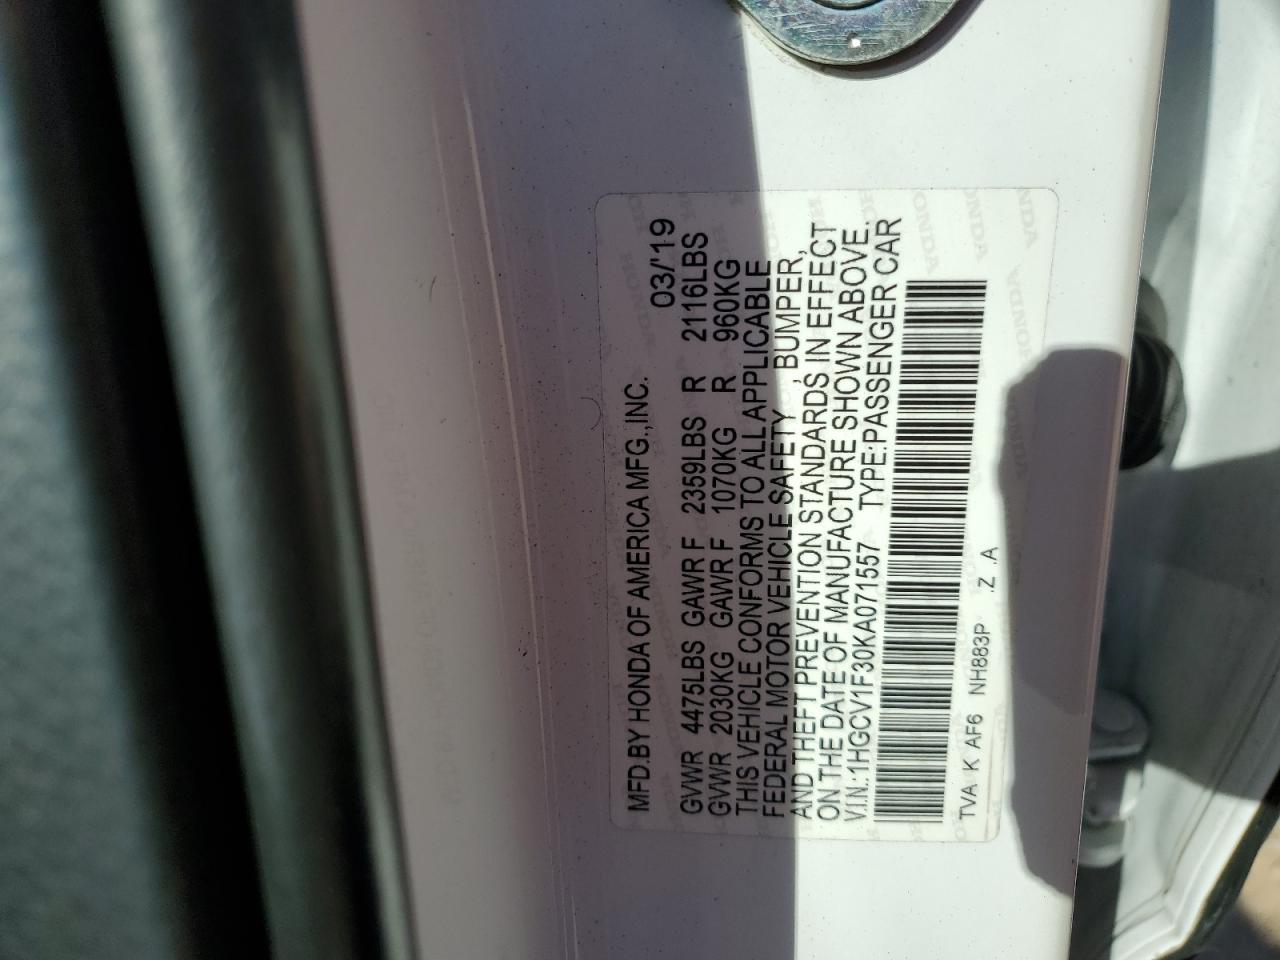 MFD.BY HONDA OF AMERICA MFG.,INC. 03/'19
GVWR 4475LBS GAWR F 2359LBS R 2116LBS
GVWR 2030KG GAWR F 1070KG R 960KG
THIS VEHICLE CONFORMS TO ALL APPLICABLE
FEDERAL MOTOR VEHICLE SAFETY , BUMPER,
AND THEFT PREVENTION STANDARDS IN EFFECT
ON THE DATE OF MANUFACTURE SHOWN ABOVE.
V.I.N.:1HGCV1F30KA071557 TYPE:PASSENGER CAR
TVA K AF6 NH883P .Z .A